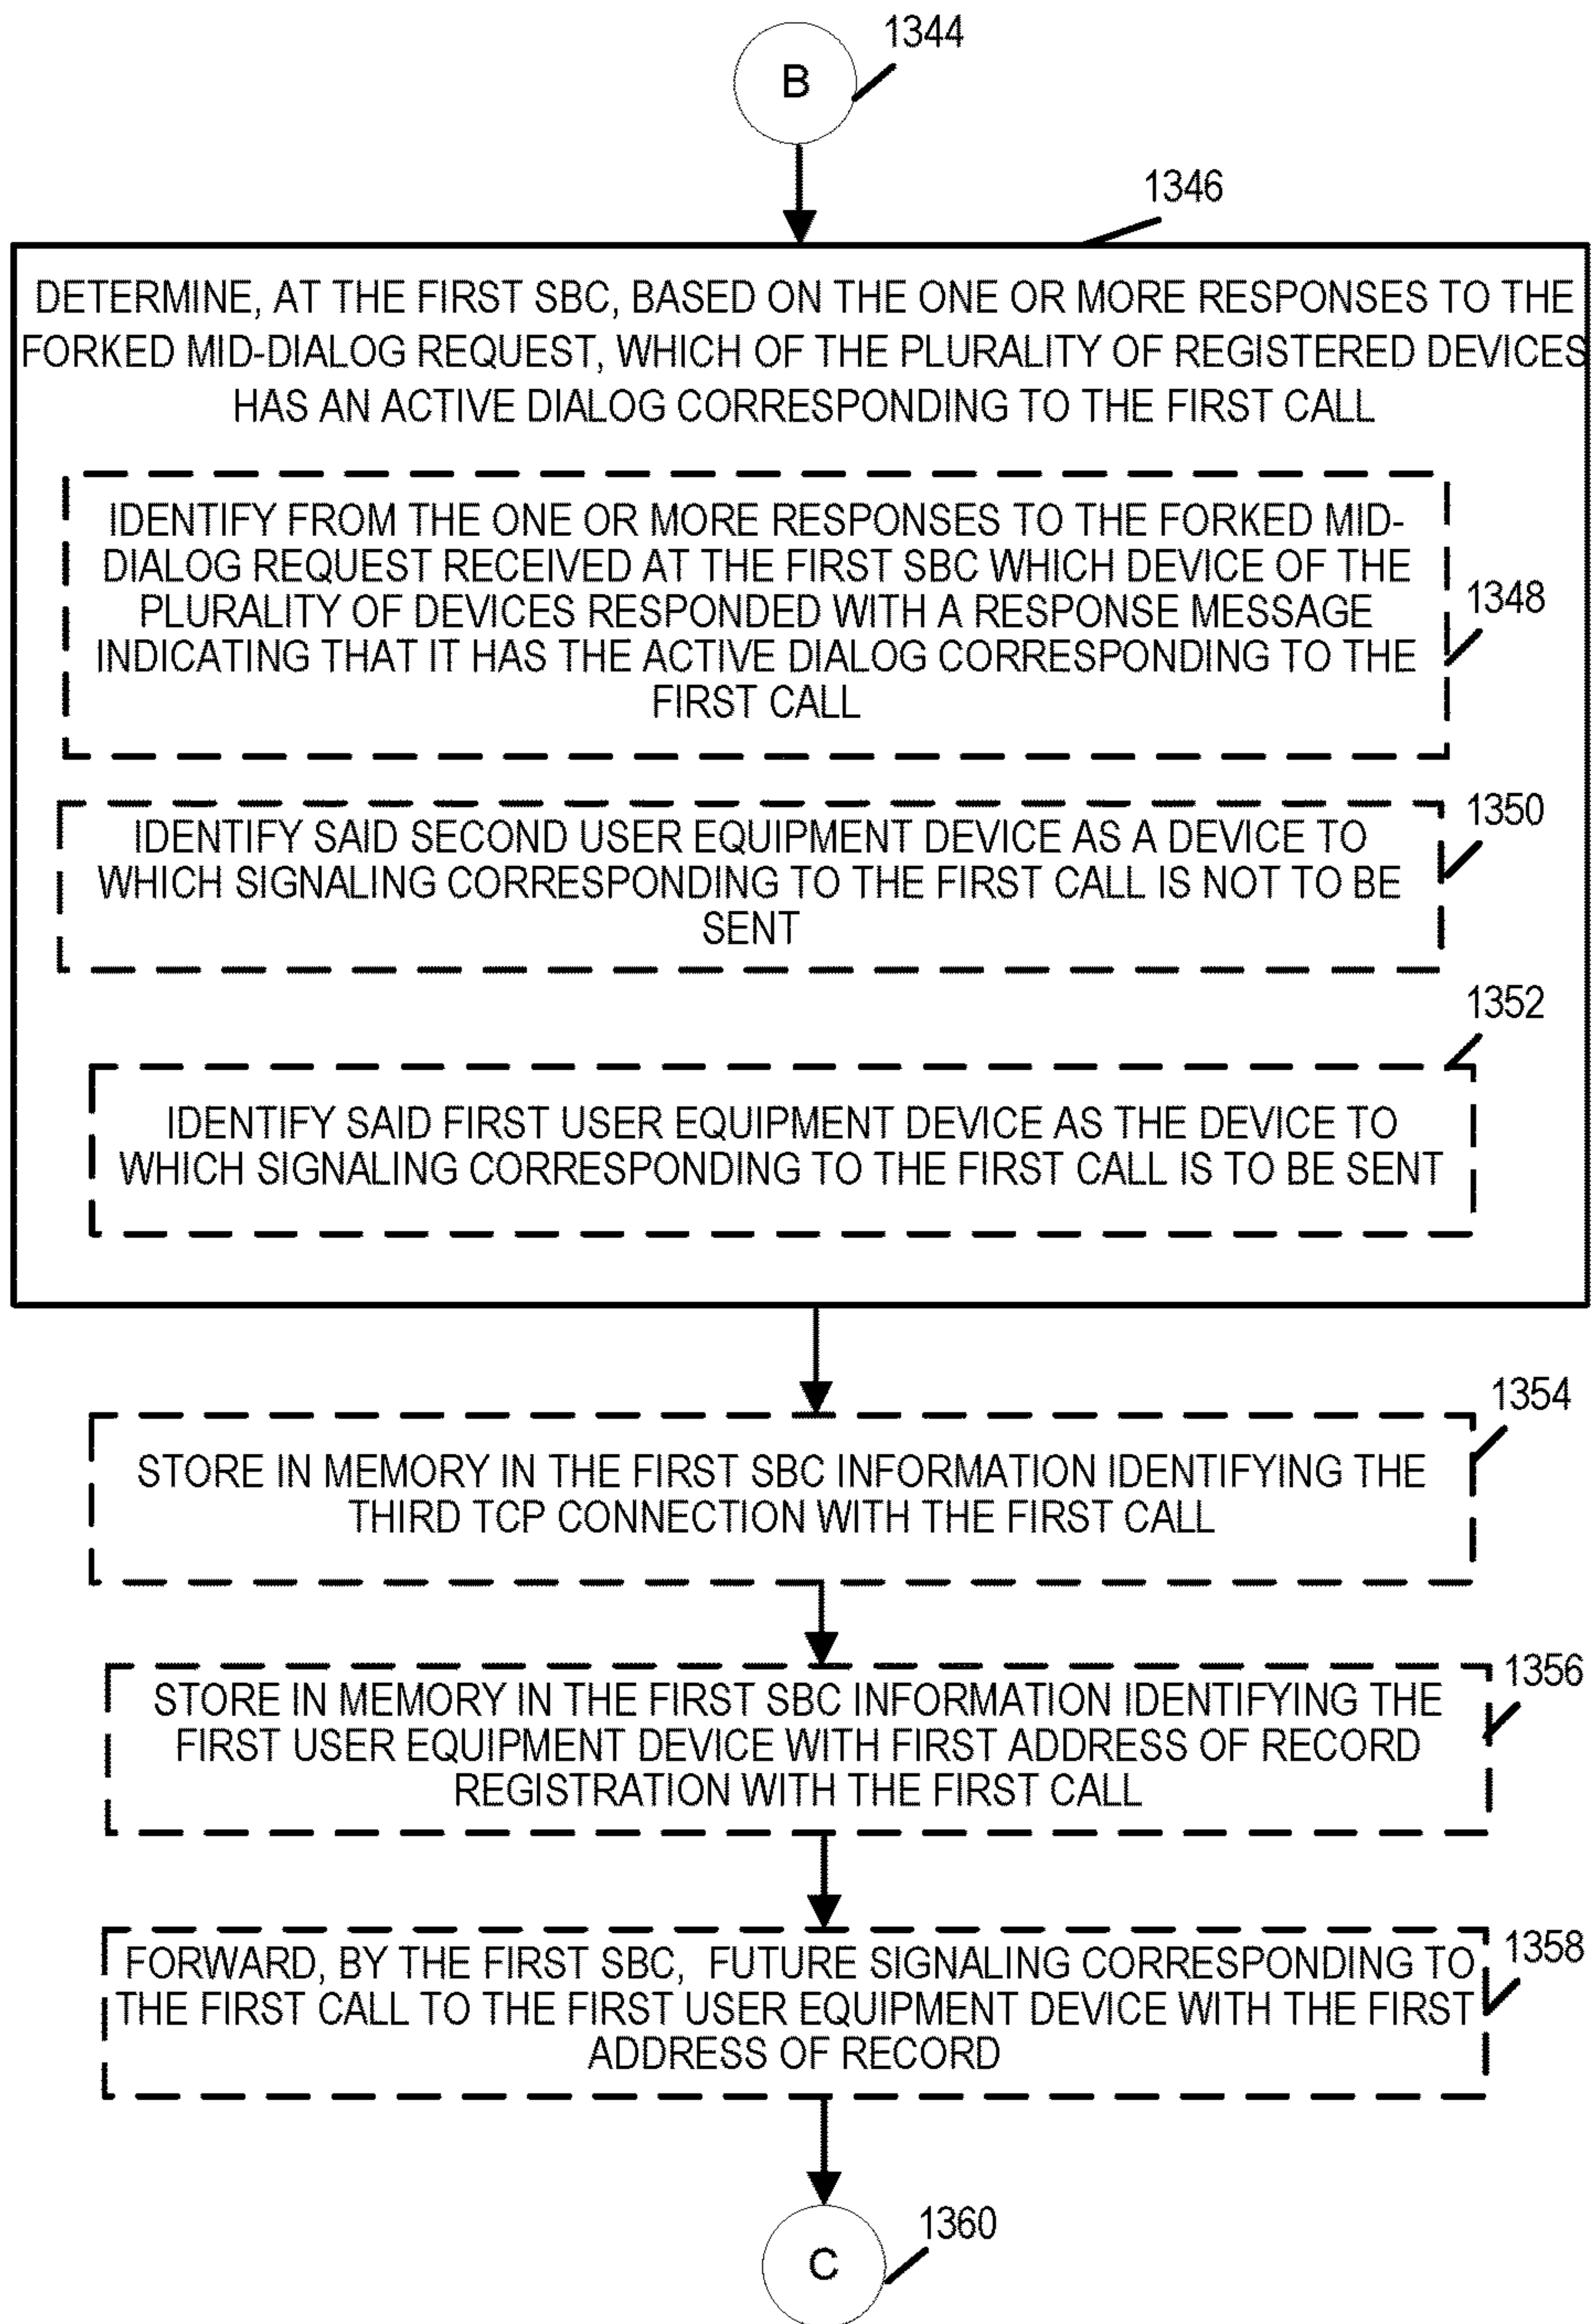 1344
B
1346
DETERMINE, AT THE FIRST SBC, BASED ON THE ONE OR MORE RESPONSES TO THE
FORKED MID-DIALOG REQUEST, WHICH OF THE PLURALITY OF REGISTERED DEVICES
HAS AN ACTIVE DIALOG CORRESPONDING TO THE FIRST CALL
IDENTIFY FROM THE ONE OR MORE RESPONSES TO THE FORKED MID-
DIALOG REQUEST RECEIVED AT THE FIRST SBC WHICH DEVICE OF THE
PLURALITY OF DEVICES RESPONDED WITH A RESPONSE MESSAGE
INDICATING THAT IT HAS THE ACTIVE DIALOG CORRESPONDING TO THE
FIRST CALL
1348
IDENTIFY SAID SECOND USER EQUIPMENT DEVICE AS A DEVICE TO
WHICH SIGNALING CORRESPONDING TO THE FIRST CALL IS NOT TO BE
SENT
1350
1352
IDENTIFY SAID FIRST USER EQUIPMENT DEVICE AS THE DEVICE TO
WHICH SIGNALING CORRESPONDING TO THE FIRST CALL IS TO BE SENT
1354
STORE IN MEMORY IN THE FIRST SBC INFORMATION IDENTIFYING THE
THIRD TCP CONNECTION WITH THE FIRST CALL
1356
STORE IN MEMORY IN THE FIRST SBC INFORMATION IDENTIFYING THE
FIRST USER EQUIPMENT DEVICE WITH FIRST ADDRESS OF RECORD
REGISTRATION WITH THE FIRST CALL
1358
FORWARD, BY THE FIRST SBC, FUTURE SIGNALING CORRESPONDING TO
THE FIRST CALL TO THE FIRST USER EQUIPMENT DEVICE WITH THE FIRST
ADDRESS OF RECORD
1360
C